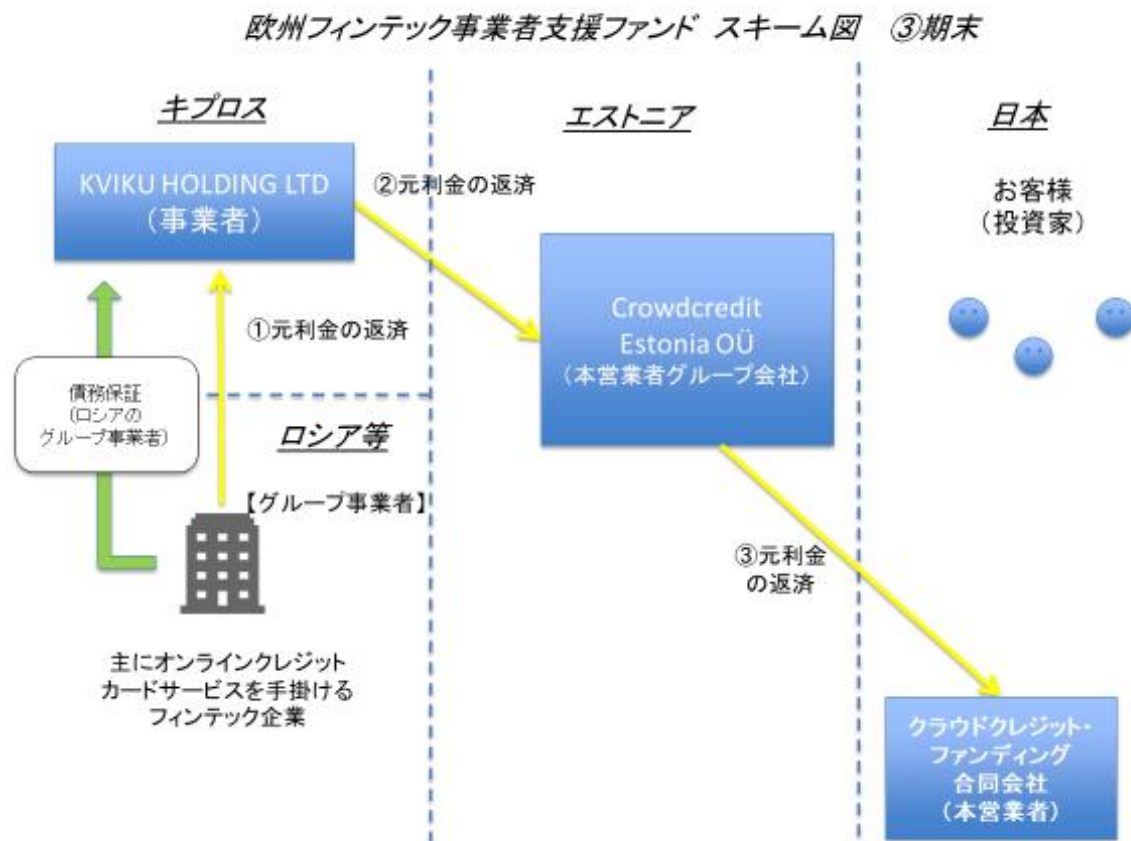 欧州フィンテック事業者支援ファンド スキーム図 ③期末
キプロス
エストニア
日本
KVIKU HOLDING LTD
（事業者）
②元利金の返済
お客様
（投資家）
Crowdcredit
Estonia OÜ
（本営業者グループ会社）
①元利金の返済
債務保証
(ロシアの
グループ事業者)
ロシア等
【グループ事業者】
③元利金
の返済
主にオンラインクレジット
カードサービスを手掛ける
フィンテック企業
クラウドクレジット・
ファンディング
合同会社
（本営業者）